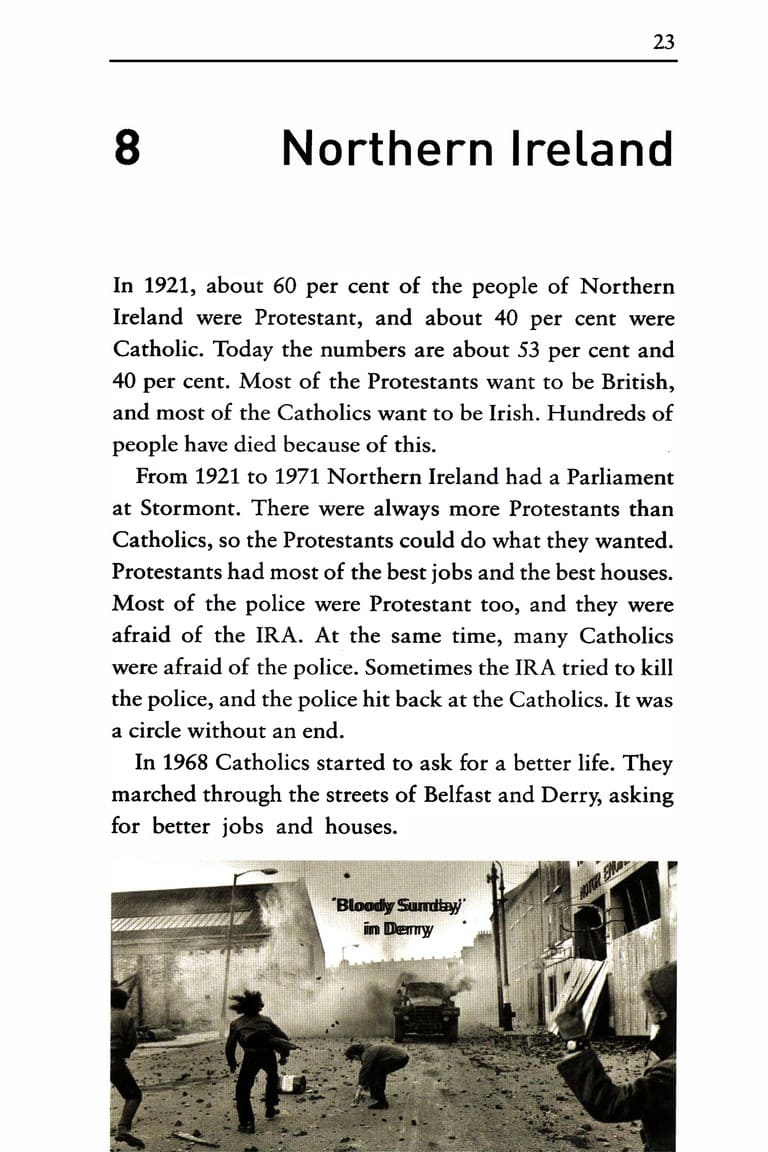 23
8 Northern Ireland
In 1921, about 60 per cent of the people of Northern
Ireland were Protestant, and about 40 per cent were
Catholic. Today the numbers are about 53 per cent and
40 per cent. Most of the Protestants want to be British,
and most of the Catholics want to be Irish. Hundreds of
people have died because of this.
From 1921 to 1971 Northern Ireland had a Parliament
at Stormont. There were always more Protestants than
Catholics, so the Protestants could do what they wanted.
Protestants had most of the best jobs and the best houses.
Most of the police were Protestant too, and they were
afraid of the IRA. At the same time, many Catholics
were afraid of the police. Sometimes the IRA tried to kill
the police, and the police hit back at the Catholics. It was
a circle without an end.
In 1968 Catholics started to ask for a better life. They
marched through the streets of Belfast and Derry, asking
for better jobs and houses.
'Bloody Sunday'
in Derry
MOTOR